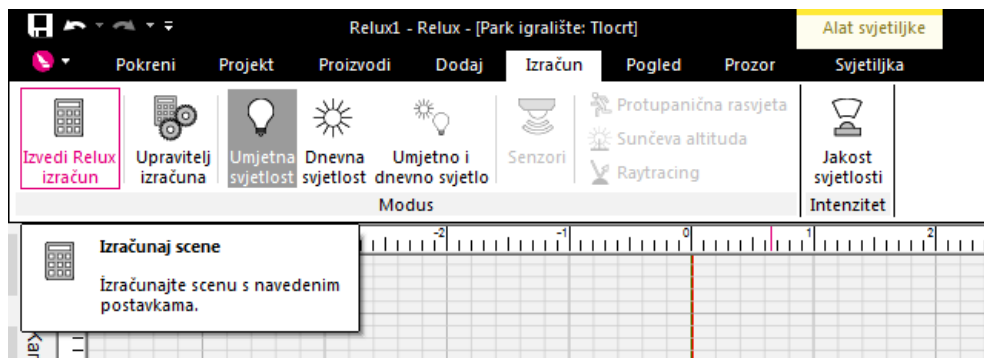 Relux1 - Relux - [Park igralište: Tlocrt]
Alat svjetiljke
Pokreni Projekt Proizvodi Dodaj Izračun Pogled Prozor Svjetiljka
Izvedi Relux
izračun
Upravitelj
izračuna
Umjetna
svjetlost
Dnevna
svjetlost
Umjetno i
dnevno svjetlo
Senzori
Protupanična rasvjeta
Sunčeva altituda
Raytracing
Jakost
svjetlosti
Modus
Intenzitet
Izračunaj scene
İzračunajte scenu s navedenim
postavkama.
-2 -1 0 1 2
Kar